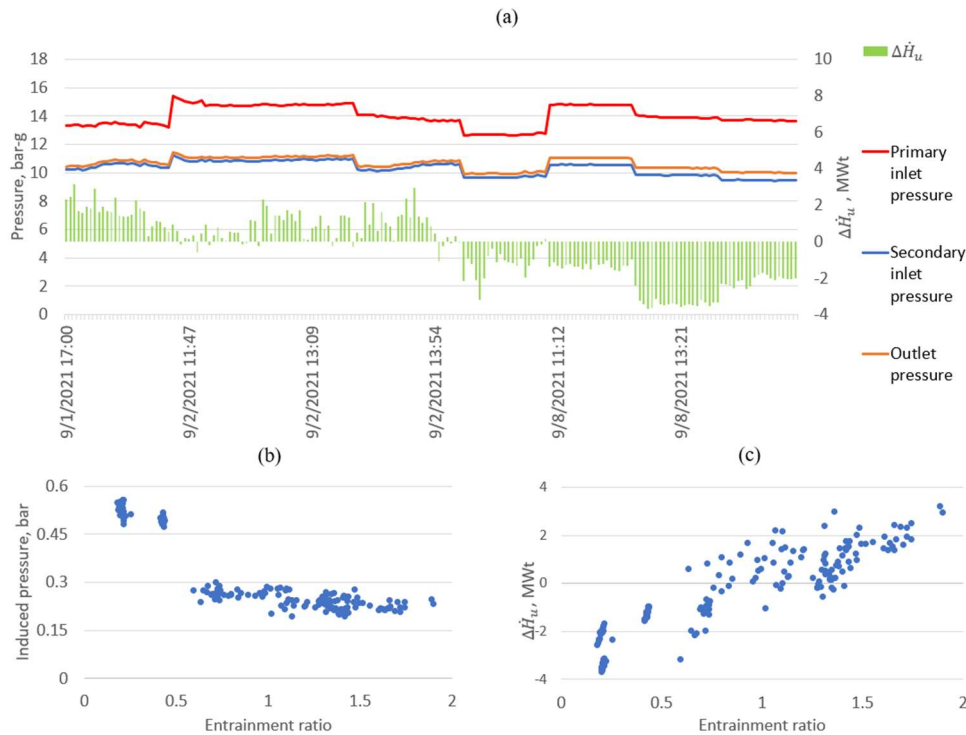 (a)
18
16
14
12
10
8
6
4
2
0
Pressure, bar-g
10
8
6
4
2
0
-2
-4
ΔḢu , MWt
9/1/2021 17:00
9/2/2021 11:47
9/2/2021 13:09
9/2/2021 13:54
9/8/2021 11:12
9/8/2021 13:21
ΔḢu
Primary
inlet
pressure
Secondary
inlet
pressure
Outlet
pressure
(b)
0.6
0.45
0.3
0.15
0
Induced pressure, bar
0
0.5
1
1.5
2
Entrainment ratio
(c)
4
2
0
-2
-4
ΔḢu , MWt
0
0.5
1
1.5
2
Entrainment ratio